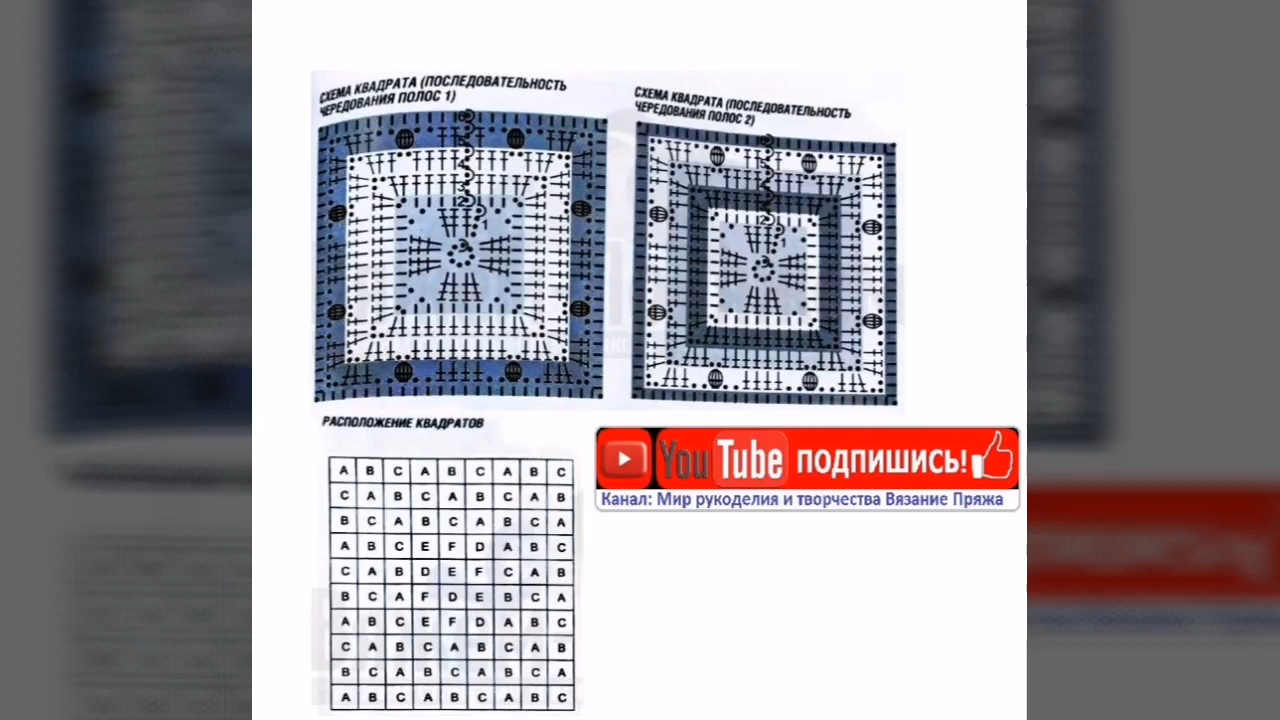 СХЕМА КВАДРАТА (ПОСЛЕДОВАТЕЛЬНОСТЬ
ЧЕРЕДОВАНИЯ ПОЛОС 1)
СХЕМА КВАДРАТА (ПОСЛЕДОВАТЕЛЬНОСТЬ
ЧЕРЕДОВАНИЯ ПОЛОС 2)
РАСПОЛОЖЕНИЕ КВАДРАТОВ
A B C A B C A B C
C A B C A B C A B
B C A B C A B C A
A B C E F D A B C
C A B D E F C A B
B C A F D E B C A
A B C E F D A B C
C A B C A B C A B
B C A B C A B C A
A B C A B C A B C
YouTube ПОДПИШИСЬ!
Канал: Мир рукоделия и творчества Вязание Пряжа